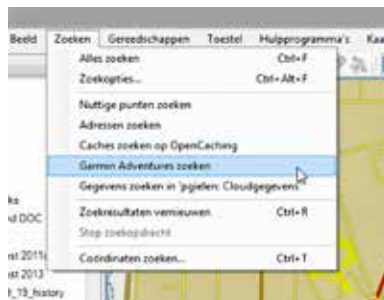 Beeld Zoeken Gereedschappen Toestel Hulpprogramma's Kaa
Alles zoeken Ctrl+F
Zoekopties... Ctrl+Alt+F
Nuttige punten zoeken
Adressen zoeken
Caches zoeken op OpenCaching
Garmin Adventures zoeken
Gegevens zoeken in 'pgielen: Cloudgegevens'
Zoekresultaten vernieuwen Ctrl+R
Stop zoekopdracht
Coördinaten zoeken... Ctrl+T
ks
d DOC
st 2011
st 2013
_19_history